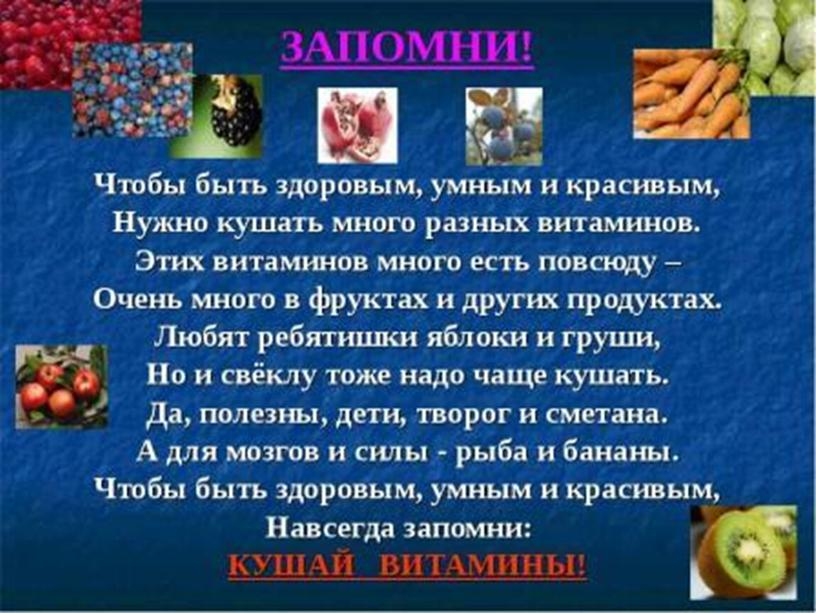 ЗАПОМНИ!
Чтобы быть здоровым, умным и красивым,
Нужно кушать много разных витаминов.
Этих витаминов много есть повсюду –
Очень много в фруктах и других продуктах.
Любят ребятишки яблоки и груши,
Но и свёклу тоже надо чаще кушать.
Да, полезны, дети, творог и сметана.
А для мозгов и силы - рыба и бананы.
Чтобы быть здоровым, умным и красивым,
Навсегда запомни:
КУШАЙ ВИТАМИНЫ!